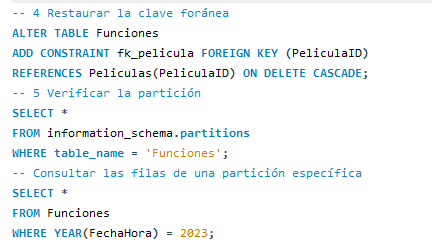 -- 4 Restaurar la clave foránea
ALTER TABLE Funciones
ADD CONSTRAINT fk_pelicula FOREIGN KEY (PeliculaID)
REFERENCES Peliculas(PeliculaID) ON DELETE CASCADE;
-- 5 Verificar la partición
SELECT *
FROM information_schema.partitions
WHERE table_name = 'Funciones';
-- Consultar las filas de una partición específica
SELECT *
FROM Funciones
WHERE YEAR(FechaHora) = 2023;